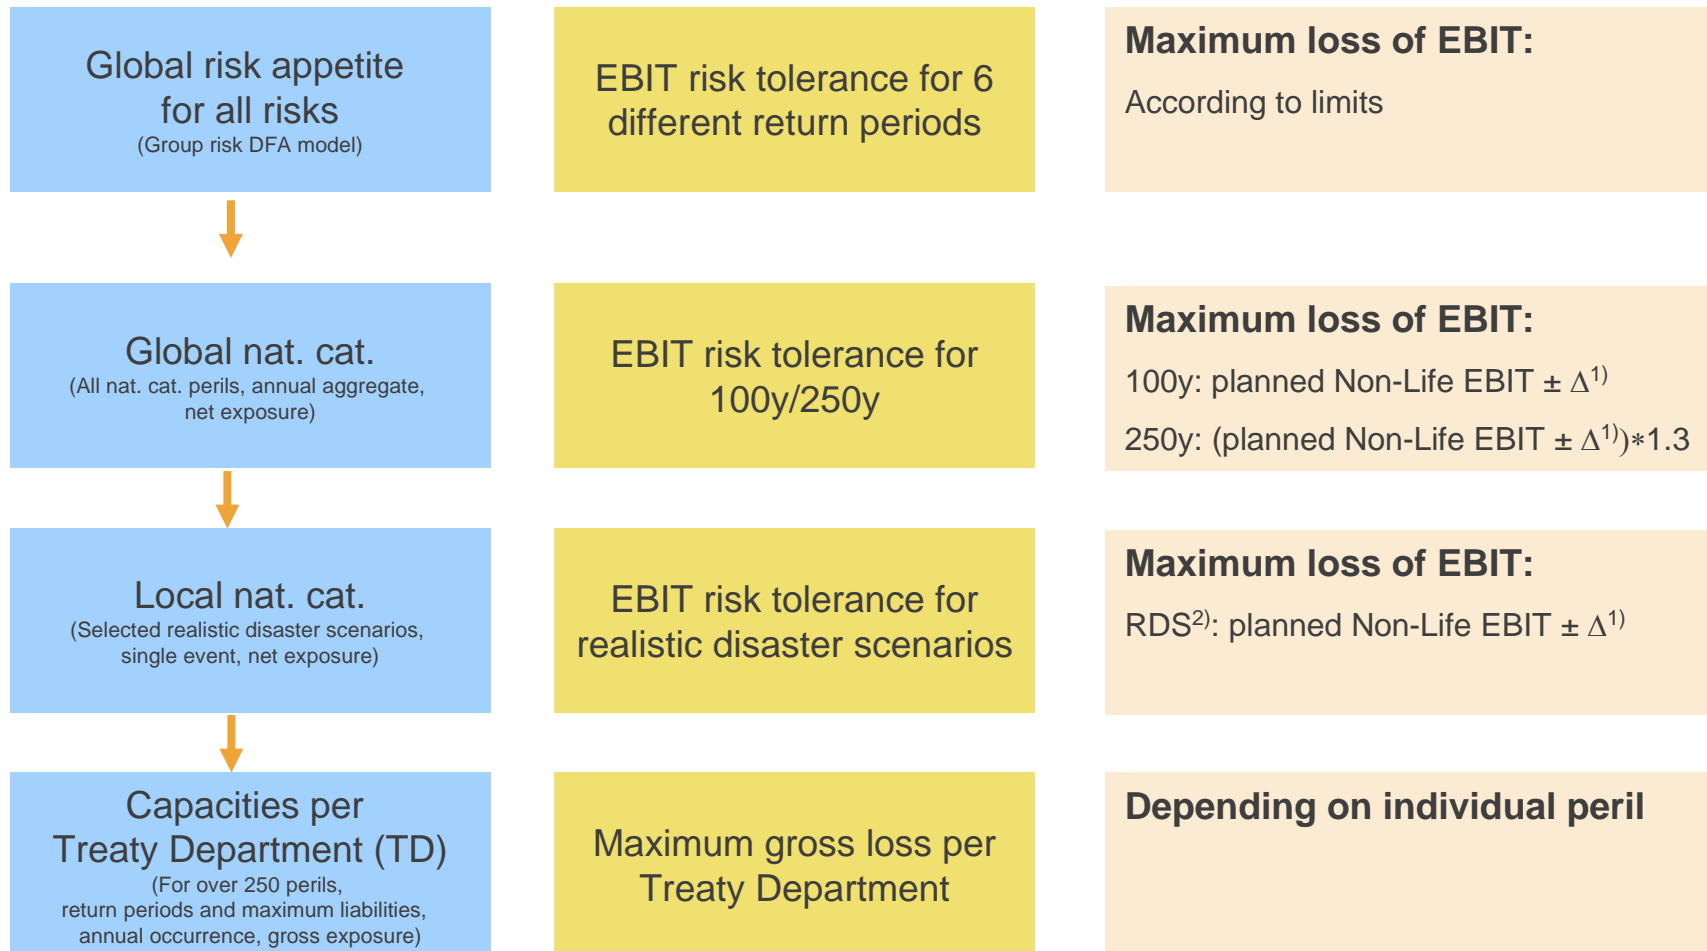 Global risk appetite
for all risks
(Group risk DFA model)
EBIT risk tolerance for 6
different return periods
Maximum loss of EBIT:
According to limits
Global nat. cat.
(All nat. cat. perils, annual aggregate,
net exposure)
EBIT risk tolerance for
100y/250y
Maximum loss of EBIT:
100y: planned Non-Life EBIT ± Δ¹⁾
250y: (planned Non-Life EBIT ± Δ¹⁾)*1.3
Local nat. cat.
(Selected realistic disaster scenarios,
single event, net exposure)
EBIT risk tolerance for
realistic disaster scenarios
Maximum loss of EBIT:
RDS²⁾: planned Non-Life EBIT ± Δ¹⁾
Capacities per
Treaty Department (TD)
(For over 250 perils,
return periods and maximum liabilities,
annual occurrence, gross exposure)
Maximum gross loss per
Treaty Department
Depending on individual peril